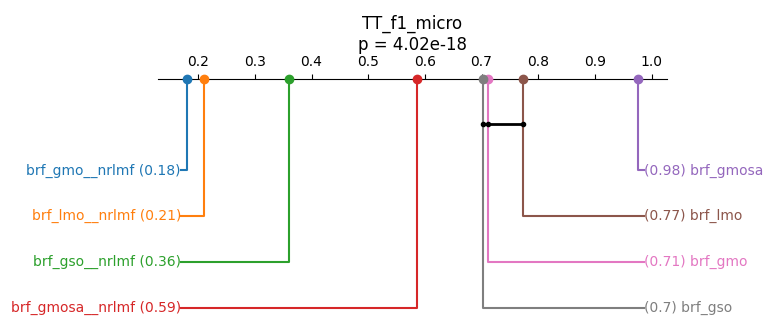 TT_f1_micro
p = 4.02e-18
0.2 0.3 0.4 0.5 0.6 0.7 0.8 0.9 1.0
brf_gmo__nrlmf (0.18) (0.98) brf_gmosa
brf_lmo__nrlmf (0.21) (0.77) brf_lmo
brf_gso__nrlmf (0.36) (0.71) brf_gmo
brf_gmosa__nrlmf (0.59) (0.7) brf_gso